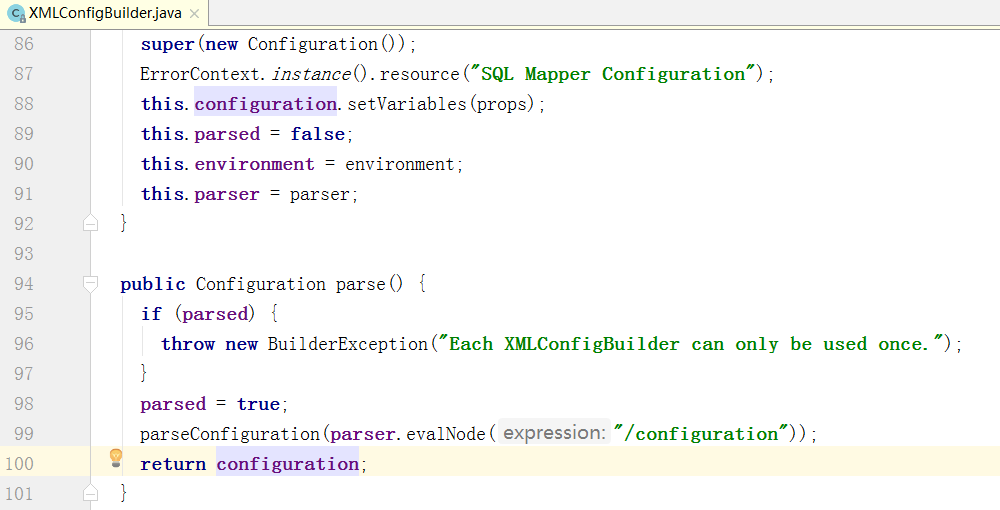 XMLConfigBuilder.java
86 super(new Configuration());
87 ErrorContext.instance().resource("SQL Mapper Configuration");
88 this.configuration.setVariables(props);
89 this.parsed = false;
90 this.environment = environment;
91 this.parser = parser;
92 }
93
94 public Configuration parse() {
95 if (parsed) {
96 throw new BuilderException("Each XMLConfigBuilder can only be used once.");
97 }
98 parsed = true;
99 parseConfiguration(parser.evalNode( expression: "/configuration"));
100 return configuration;
101 }